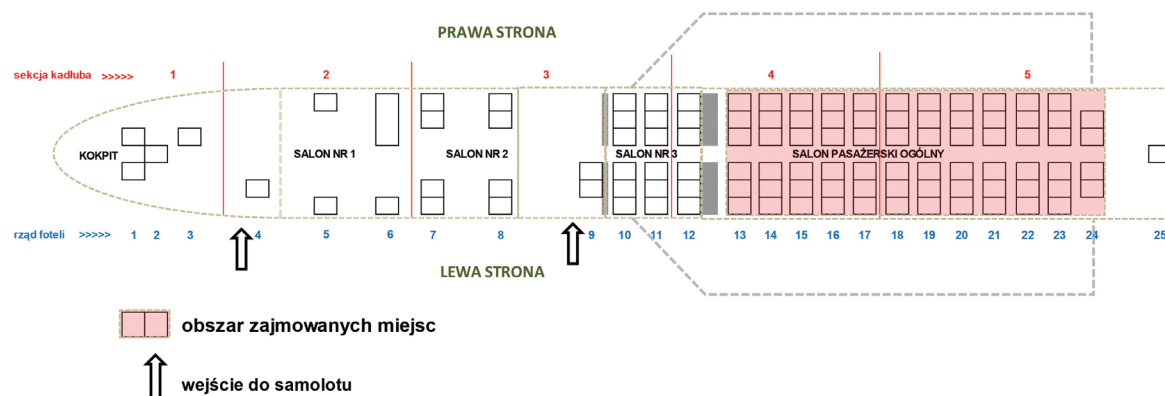 PRAWA STRONA
sekcja kadłuba >>>>> 1 2 3 4 5
KOKPIT SALON NR 1 SALON NR 2 SALON NR 3 SALON PASAŻERSKI OGÓLNY
rząd foteli >>>>> 1 2 3 4 5 6 7 8 9 10 11 12 13 14 15 16 17 18 19 20 21 22 23 24 25
LEWA STRONA
obszar zajmowanych miejsc
wejście do samolotu